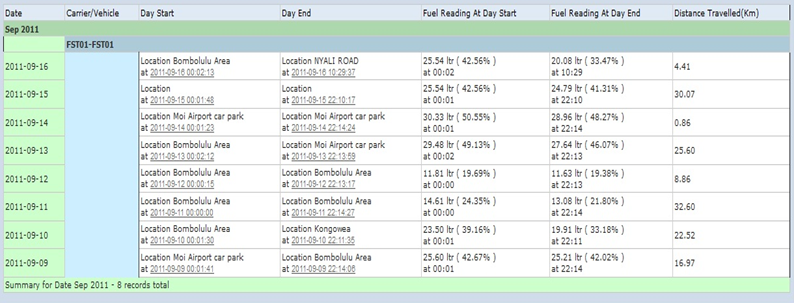 Date Carrier/Vehicle Day Start Day End Fuel Reading At Day Start Fuel Reading At Day End Distance Travelled(Km)
Sep 2011
FST01-FST01
2011-09-16 Location Bombolulu Area Location NYALI ROAD 25.54 ltr ( 42.56% ) 20.08 ltr ( 33.47% ) 4.41
at 2011-09-16 00:02:13 at 2011-09-16 10:29:37 at 00:02 at 10:29
2011-09-15 Location Location 25.54 ltr ( 42.56% ) 24.79 ltr ( 41.31% ) 30.07
at 2011-09-15 00:01:48 at 2011-09-15 22:10:17 at 00:01 at 22:10
2011-09-14 Location Moi Airport car park Location Moi Airport car park 30.33 ltr ( 50.55% ) 28.96 ltr ( 48.27% ) 0.86
at 2011-09-14 00:01:23 at 2011-09-14 22:14:24 at 00:01 at 22:14
2011-09-13 Location Bombolulu Area Location Moi Airport car park 29.48 ltr ( 49.13% ) 27.64 ltr ( 46.07% ) 25.60
at 2011-09-13 00:02:12 at 2011-09-13 22:13:59 at 00:02 at 22:13
2011-09-12 Location Bombolulu Area Location Bombolulu Area 11.81 ltr ( 19.69% ) 11.63 ltr ( 19.38% ) 8.86
at 2011-09-12 00:00:15 at 2011-09-12 22:13:17 at 00:00 at 22:13
2011-09-11 Location Bombolulu Area Location Bombolulu Area 14.61 ltr ( 24.35% ) 13.08 ltr ( 21.80% ) 32.60
at 2011-09-11 00:00:00 at 2011-09-11 22:14:27 at 00:00 at 22:14
2011-09-10 Location Bombolulu Area Location Kongowea 23.50 ltr ( 39.16% ) 19.91 ltr ( 33.18% ) 22.52
at 2011-09-10 00:01:30 at 2011-09-10 22:11:35 at 00:01 at 22:11
2011-09-09 Location Moi Airport car park Location Bombolulu Area 25.60 ltr ( 42.67% ) 25.21 ltr ( 42.02% ) 16.97
at 2011-09-09 00:01:41 at 2011-09-09 22:14:06 at 00:01 at 22:14
Summary for Date Sep 2011 - 8 records total